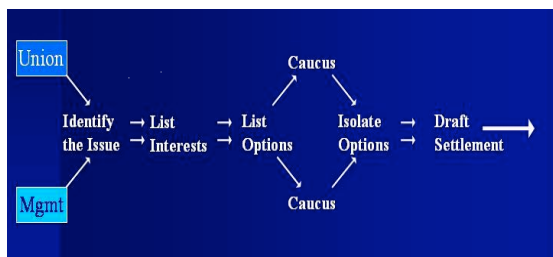 Union
Caucus
Identify
the Issue
List
Interests
List
Options
Isolate
Options
Draft
Settlement
Mgmt
Caucus